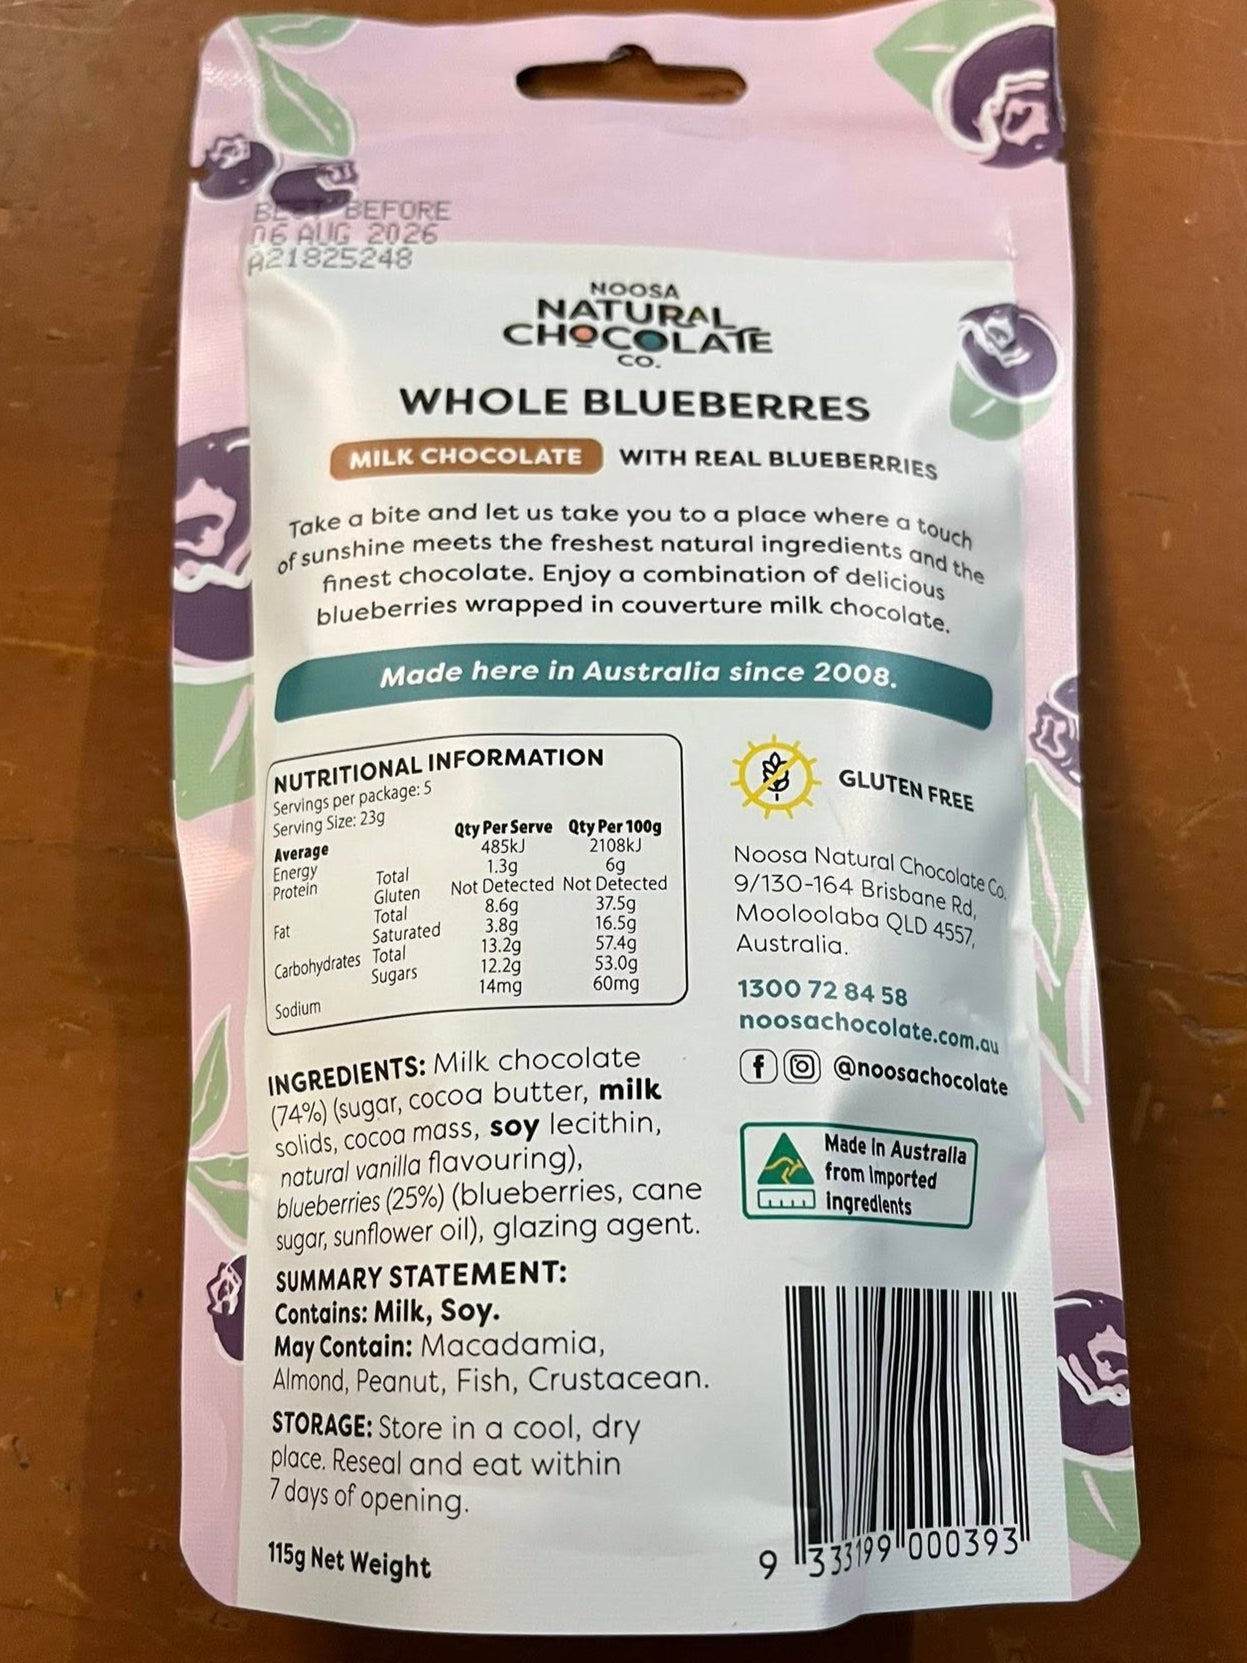 BEST BEFORE
06 AUG 2026
A21825248
NOOSA
NATURAL
CHOCOLATE
CO.
WHOLE BLUEBERRES
MILK CHOCOLATE WITH REAL BLUEBERRIES
Take a bite and let us take you to a place where a touch
of sunshine meets the freshest natural ingredients and the
finest chocolate. Enjoy a combination of delicious
blueberries wrapped in couverture milk chocolate.
Made here in Australia since 2008.
NUTRITIONAL INFORMATION
Servings per package: 5
Serving Size: 23g
Average Qty Per Serve Qty Per 100g
Energy 485kJ 2108kJ
Protein Total 1.3g 6g
Gluten Not Detected Not Detected
Fat Total 8.6g 37.5g
Saturated 3.8g 16.5g
Carbohydrates Total 13.2g 57.4g
Sugars 12.2g 53.0g
Sodium 14mg 60mg
GLUTEN FREE
Noosa Natural Chocolate Co.
9/130-164 Brisbane Rd,
Mooloolaba QLD 4557,
Australia.
1300 72 84 58
noosachocolate.com.au
f @noosachocolate
Made in Australia
from imported
ingredients
INGREDIENTS: Milk chocolate
(74%) (sugar, cocoa butter, milk
solids, cocoa mass, soy lecithin,
natural vanilla flavouring),
blueberries (25%) (blueberries, cane
sugar, sunflower oil), glazing agent.
SUMMARY STATEMENT:
Contains: Milk, Soy.
May Contain: Macadamia,
Almond, Peanut, Fish, Crustacean.
STORAGE: Store in a cool, dry
place. Reseal and eat within
7 days of opening.
115g Net Weight
9 333199 000393